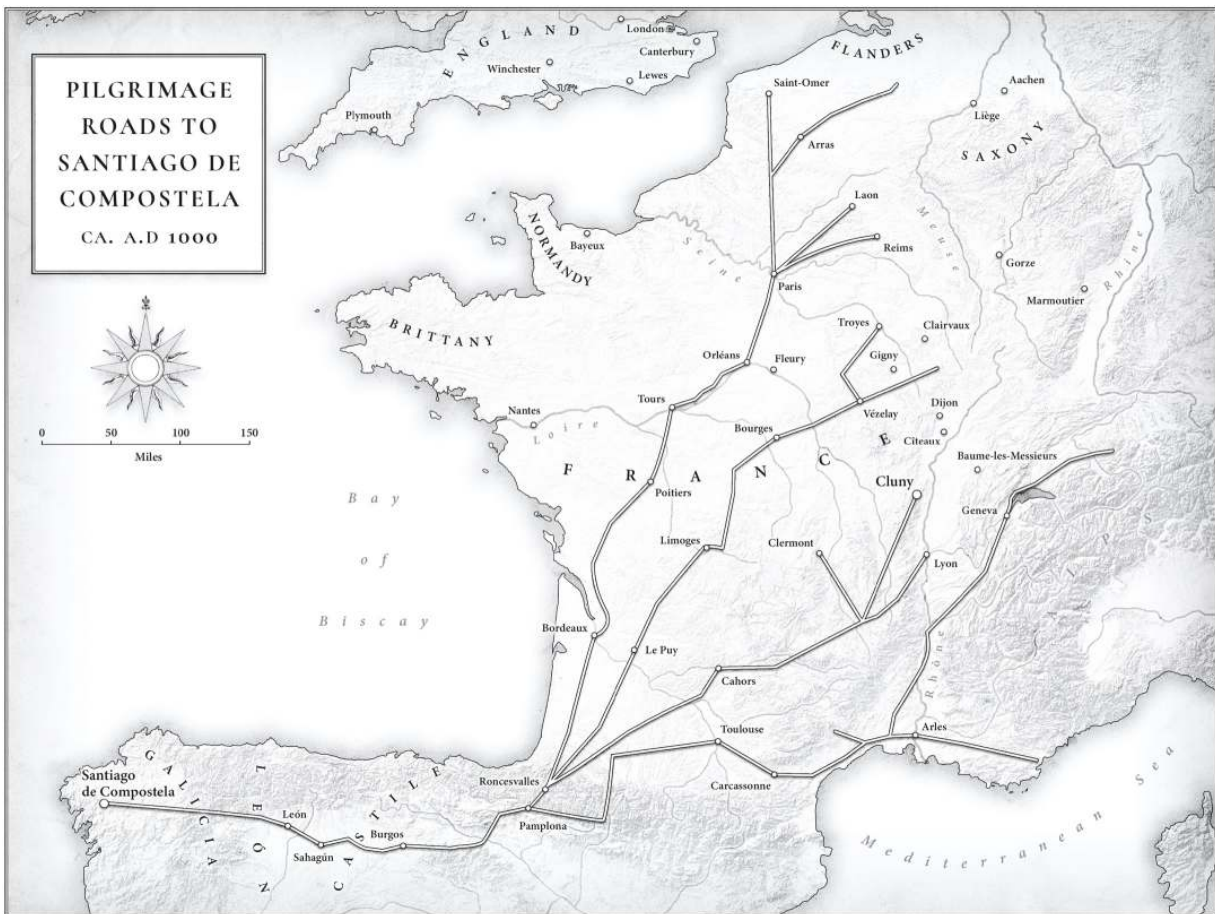 PILGRIMAGE
ROADS TO
SANTIAGO DE
COMPOSTELA
CA. A.D 1000
0
50
100
150
Miles
ENGLAND
London
Canterbury
Winchester
Lewes
Plymouth
FLANDERS
Saint-Omer
Arras
Aachen
Liège
SAXONY
Laon
Reims
Meuse
Seine
NORMANDY
Bayeux
Paris
Gorze
Marmoutier
Rhine
BRITTANY
Troyes
Clairvaux
Orléans
Fleury
Gigny
Tours
Nantes
Loire
Bourges
Vézelay
Dijon
Cîteaux
FRANCE
Baume-les-Messieurs
Poitiers
Cluny
Geneva
ALPS
Limoges
Clermont
Lyon
Bay
of
Biscay
Bordeaux
Le Puy
Cahors
Rhône
Toulouse
Arles
Carcassonne
Roncesvalles
Pamplona
Santiago
de Compostela
GALICIA
LEÓN
CASTILE
León
Sahagún
Burgos
Mediterranean Sea